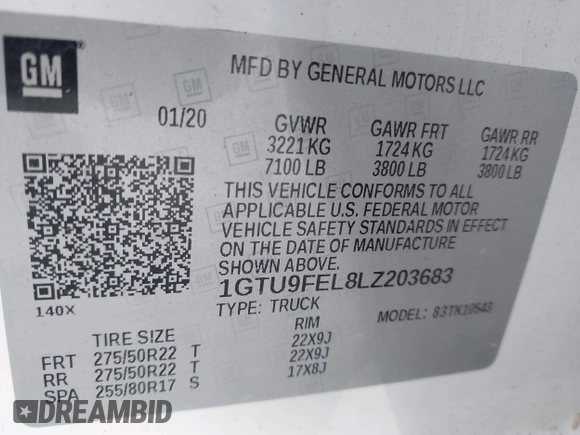 GM
MFD BY GENERAL MOTORS LLC
01/20
GVWR GAWR FRT GAWR RR
3221 KG 1724 KG 1724 KG
7100 LB 3800 LB 3800 LB
THIS VEHICLE CONFORMS TO ALL
APPLICABLE U.S. FEDERAL MOTOR
VEHICLE SAFETY STANDARDS IN EFFECT
ON THE DATE OF MANUFACTURE
SHOWN ABOVE.
140X
1GTU9FEL8LZ203683
TYPE: TRUCK MODEL: 83TK10543
TIRE SIZE RIM
FRT 275/50R22 T 22X9J
RR 275/50R22 T 22X9J
SPA 255/80R17 S 17X8J
DREAMBID